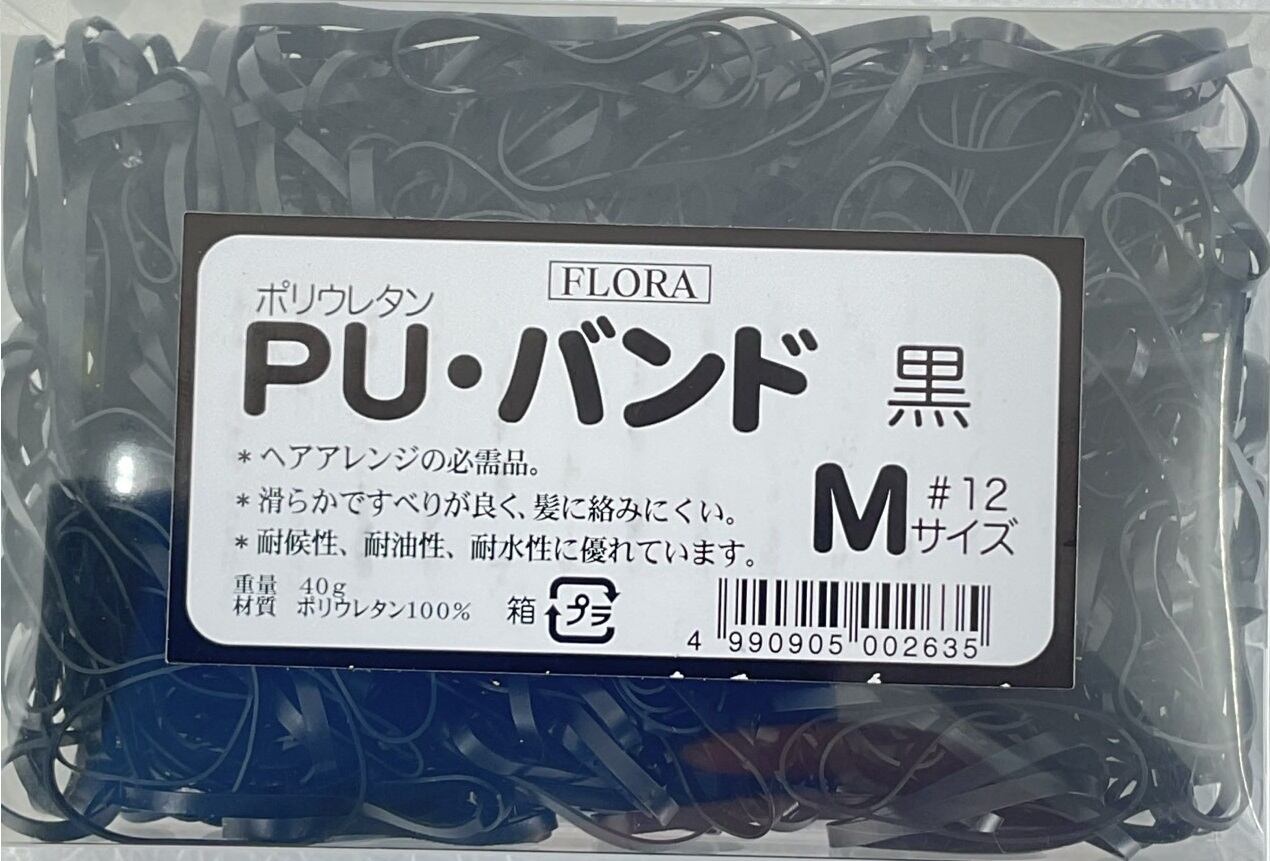 FLORA
ポリウレタン
PU・バンド 黒
*ヘアアレンジの必需品。
*滑らかですべりが良く、髪に絡みにくい。
*耐候性、耐油性、耐水性に優れています。
M #12
サイズ
重量 40g
材質 ポリウレタン100%
箱 プラ
4 990905 002635